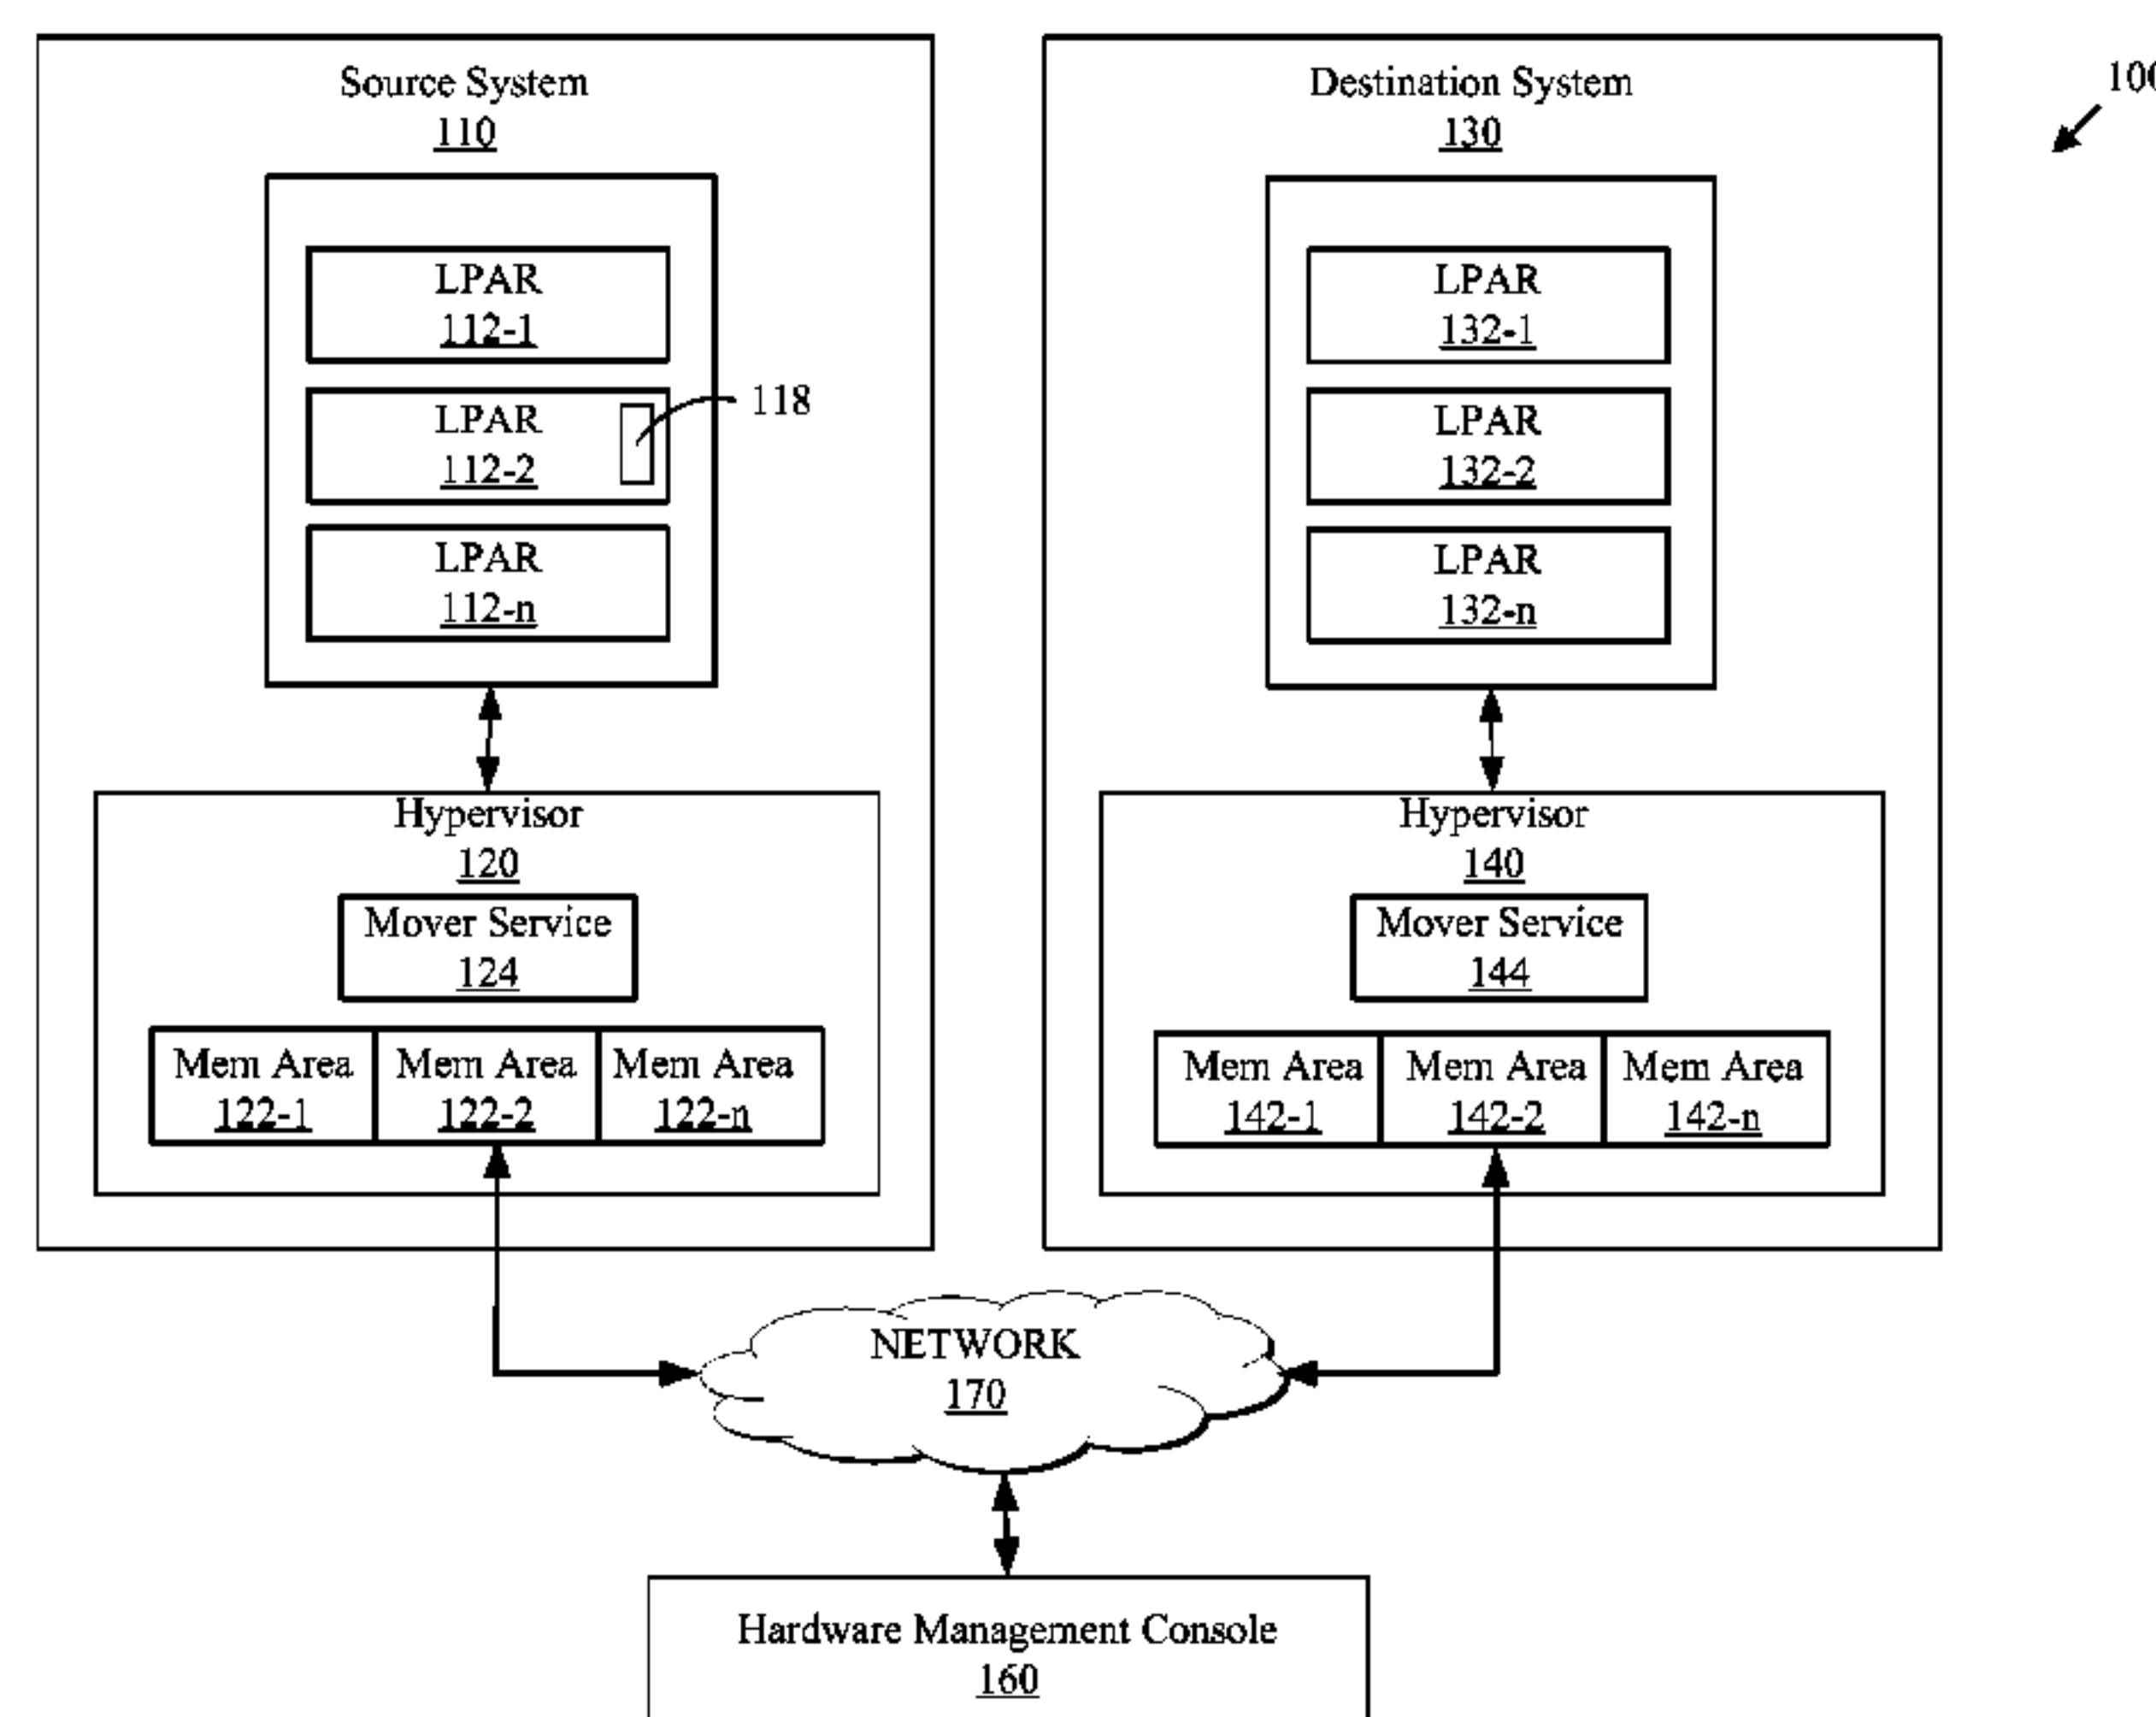 Source System
110
LPAR
112-1
LPAR
112-2
118
LPAR
112-n
Hypervisor
120
Mover Service
124
Mem Area
122-1
Mem Area
122-2
Mem Area
122-n
Destination System
130
100
LPAR
132-1
LPAR
132-2
LPAR
132-n
Hypervisor
140
Mover Service
144
Mem Area
142-1
Mem Area
142-2
Mem Area
142-n
NETWORK
170
Hardware Management Console
160